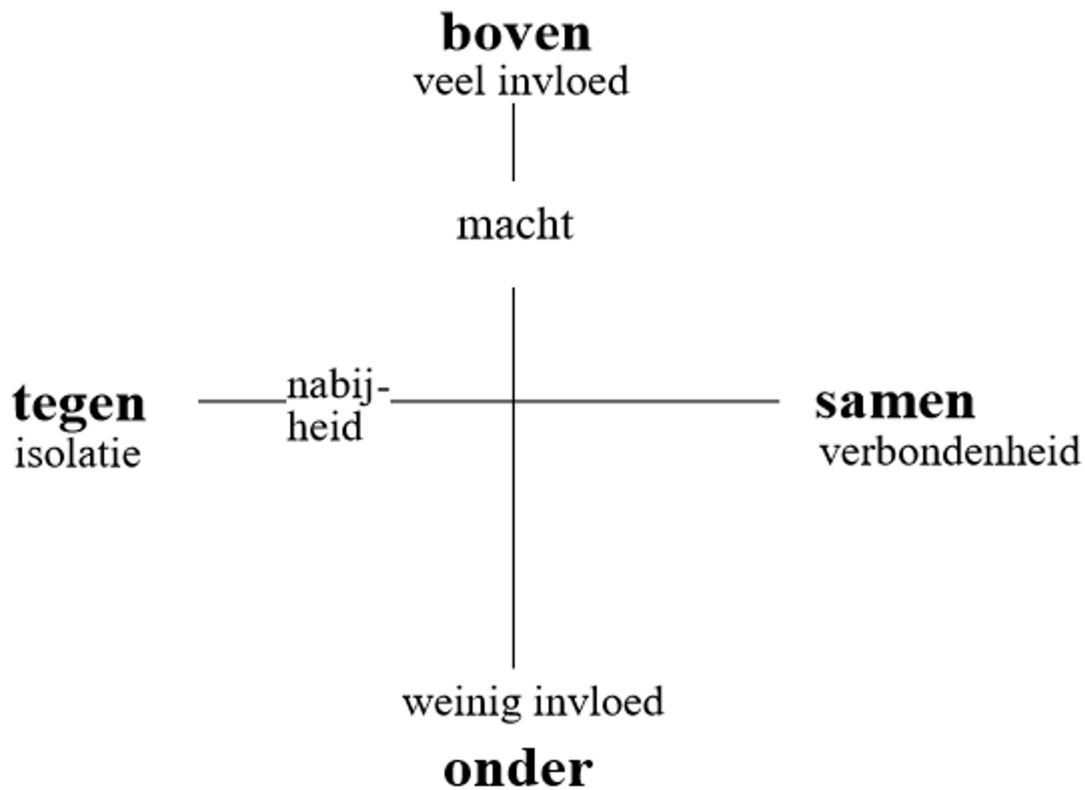 boven
veel invloed
macht
nabij-
heid
tegen
isolatie
samen
verbondenheid
weinig invloed
onder